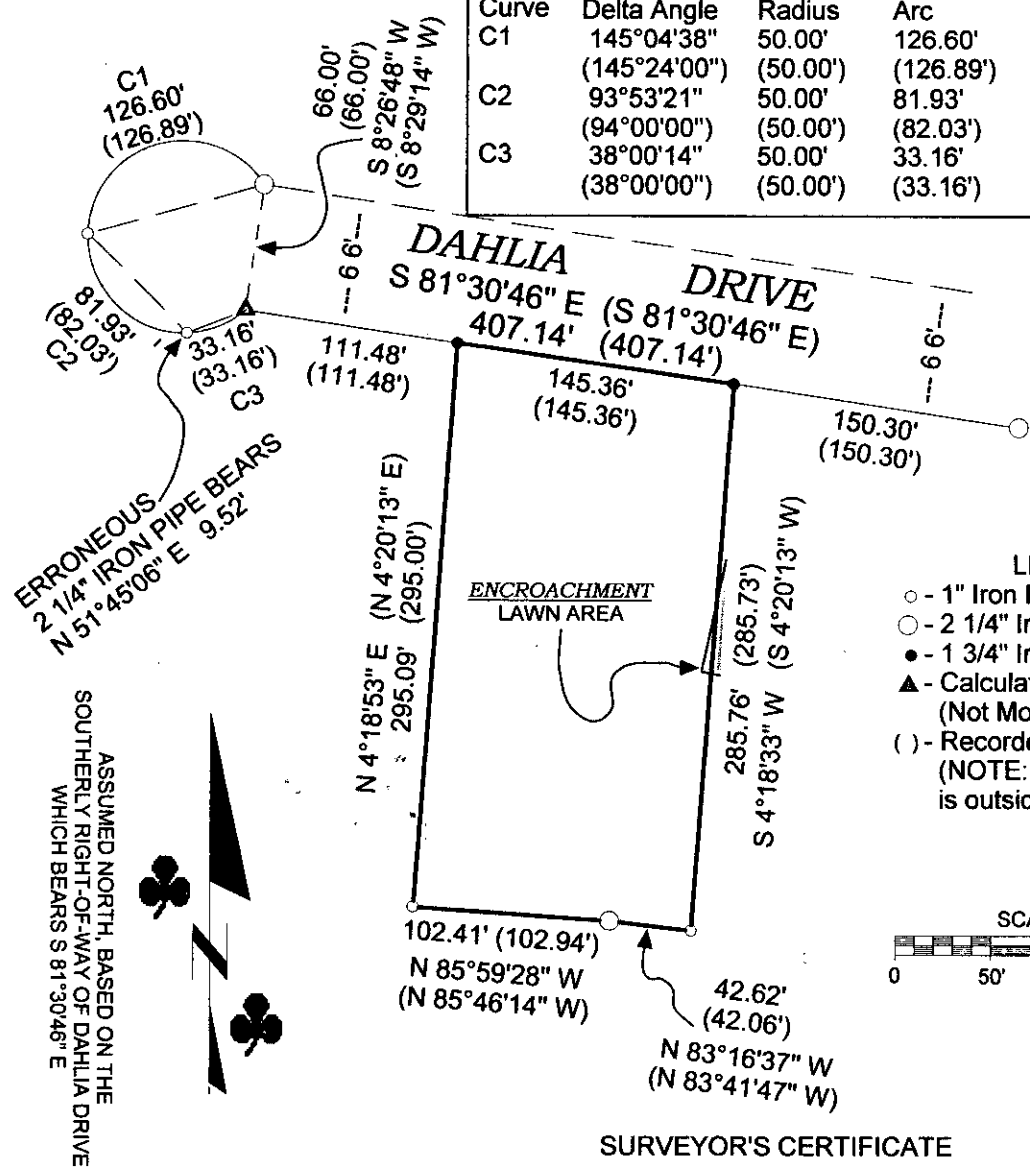 Curve Delta Angle Radius Arc
C1 145°04'38" 50.00' 126.60'
(145°24'00") (50.00') (126.89')
C2 93°53'21" 50.00' 81.93'
(94°00'00") (50.00') (82.03')
C3 38°00'14" 50.00' 33.16'
(38°00'00") (50.00') (33.16')
C1
126.60'
(126.89')
66.00'
(66.00')
S 8°26'48" W
(S 8°29'14" W)
DAHLIA DRIVE
S 81°30'46" E (S 81°30'46" E)
407.14' (407.14')
66'
66'
81.93'
(82.03')
C2
33.16'
(33.16')
C3
111.48'
(111.48')
145.36'
(145.36')
150.30'
(150.30')
ERRONEOUS
2 1/4" IRON PIPE BEARS
N 51°45'06" E 9.52'
N 4°18'53" E (N 4°20'13" E)
295.09' (295.00')
ENCROACHMENT
LAWN AREA
285.76' (285.73')
S 4°18'33" W (S 4°20'13" W)
LE
- 1" Iron
- 2 1/4" Ir
- 1 3/4" Ir
- Calculat
(Not Mo
( ) - Recorde
(NOTE:
is outsid
ASSUMED NORTH, BASED ON THE
SOUTHERLY RIGHT-OF-WAY OF DAHLIA DRIVE
WHICH BEARS S 81°30'46" E
N
102.41' (102.94')
N 85°59'28" W
(N 85°46'14" W)
42.62'
(42.06')
N 83°16'37" W
(N 83°41'47" W)
SCA
0 50'
SURVEYOR'S CERTIFICATE